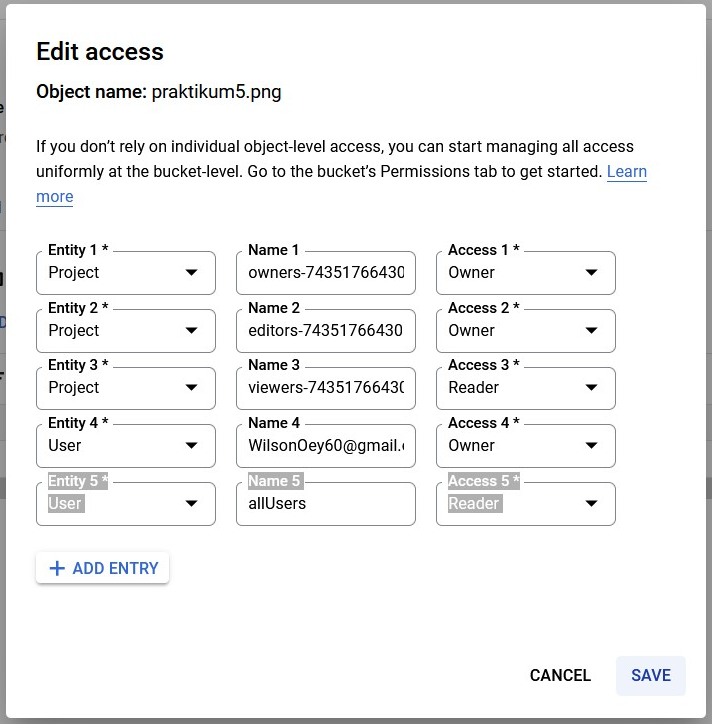 Edit access
Object name: praktikum5.png
If you don’t rely on individual object-level access, you can start managing all access
uniformly at the bucket-level. Go to the bucket’s Permissions tab to get started. Learn
more
Entity 1 * Name 1 Access 1 *
Project owners-74351766430 Owner
Entity 2 * Name 2 Access 2 *
Project editors-74351766430 Owner
Entity 3 * Name 3 Access 3 *
Project viewers-74351766430 Reader
Entity 4 * Name 4 Access 4 *
User WilsonOey60@gmail. Owner
Entity 5 * Name 5 Access 5 *
User allUsers Reader
+ ADD ENTRY
CANCEL SAVE